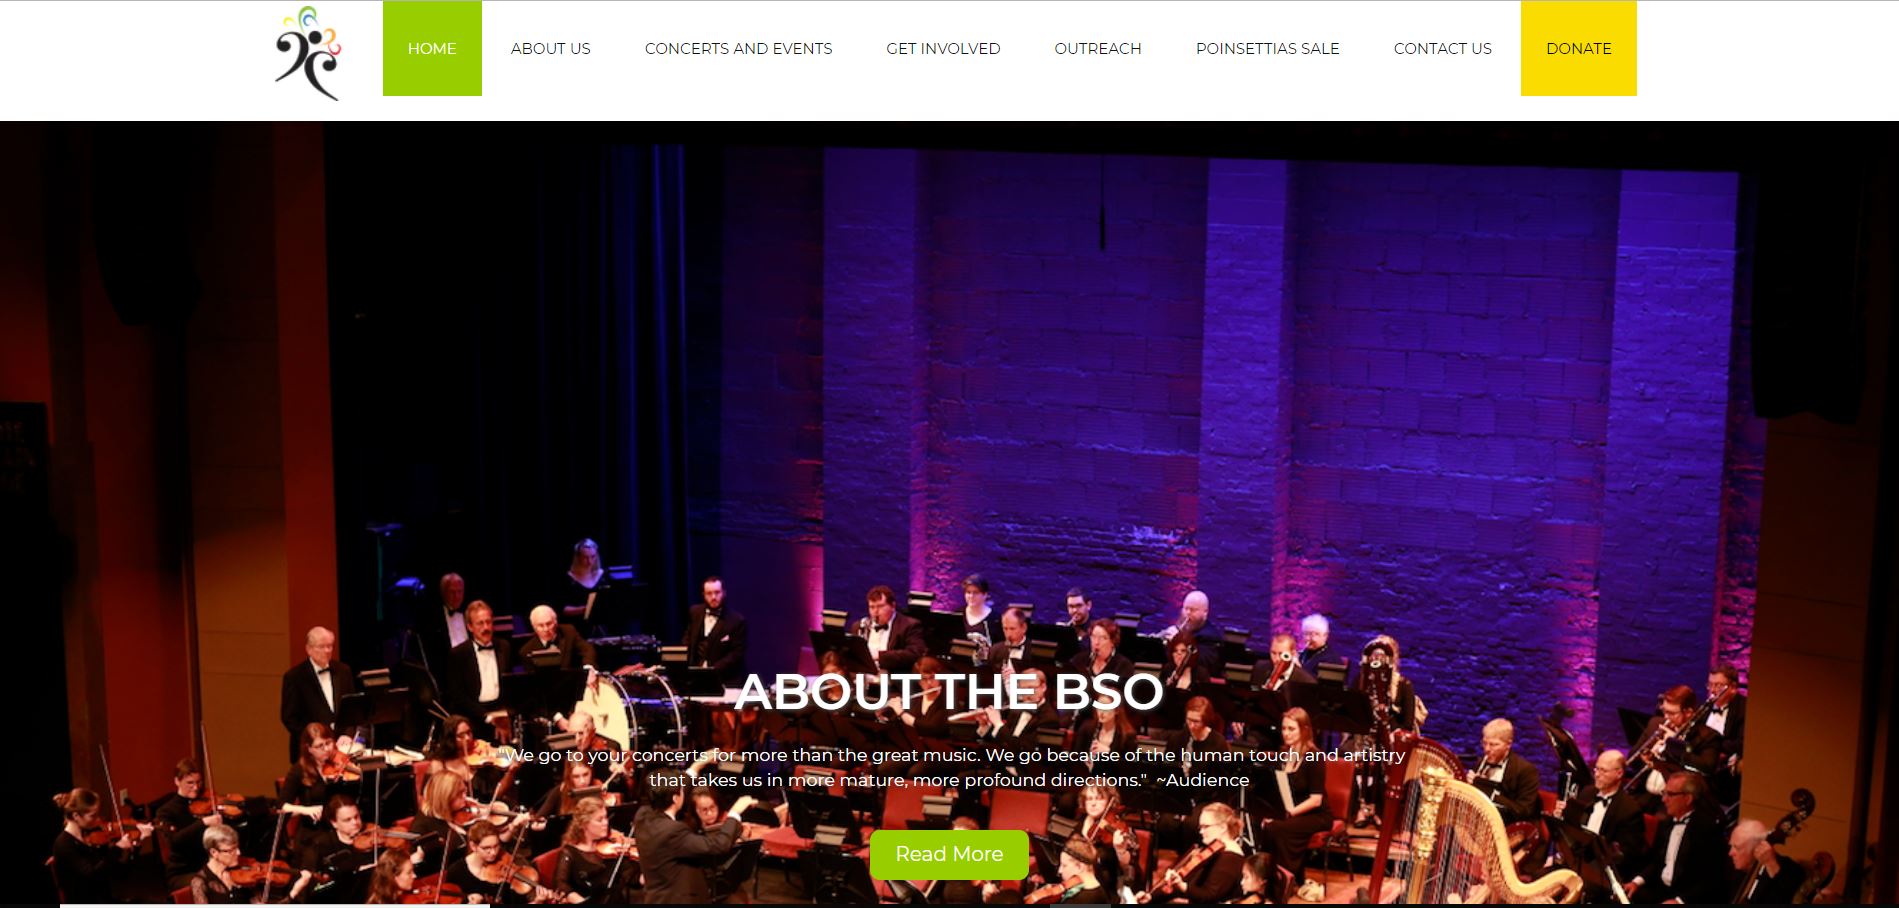 HOME
ABOUT US
CONCERTS AND EVENTS
GET INVOLVED
OUTREACH
POINSETTIAS SALE
CONTACT US
DONATE
ABOUT THE BSO
"We go to your concerts for more than the great music. We go because of the human touch and artistry
that takes us in more mature, more profound directions."  ~Audience
Read More